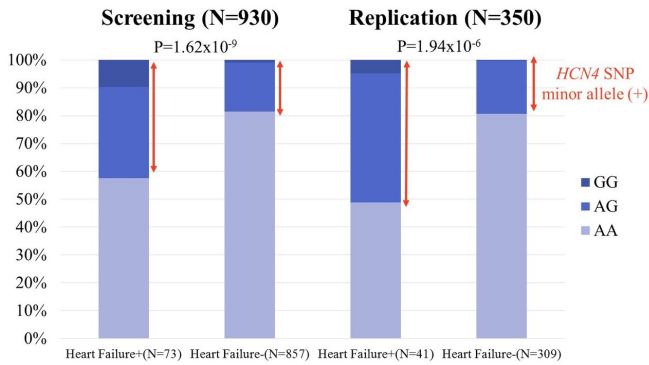 Screening (N=930)
Replication (N=350)
P=1.62x10-9
P=1.94x10-6
100%
90%
80%
70%
60%
50%
40%
30%
20%
10%
0%
HCN4 SNP
minor allele (+)
GG
AG
AA
Heart Failure+(N=73)
Heart Failure-(N=857)
Heart Failure+(N=41)
Heart Failure-(N=309)